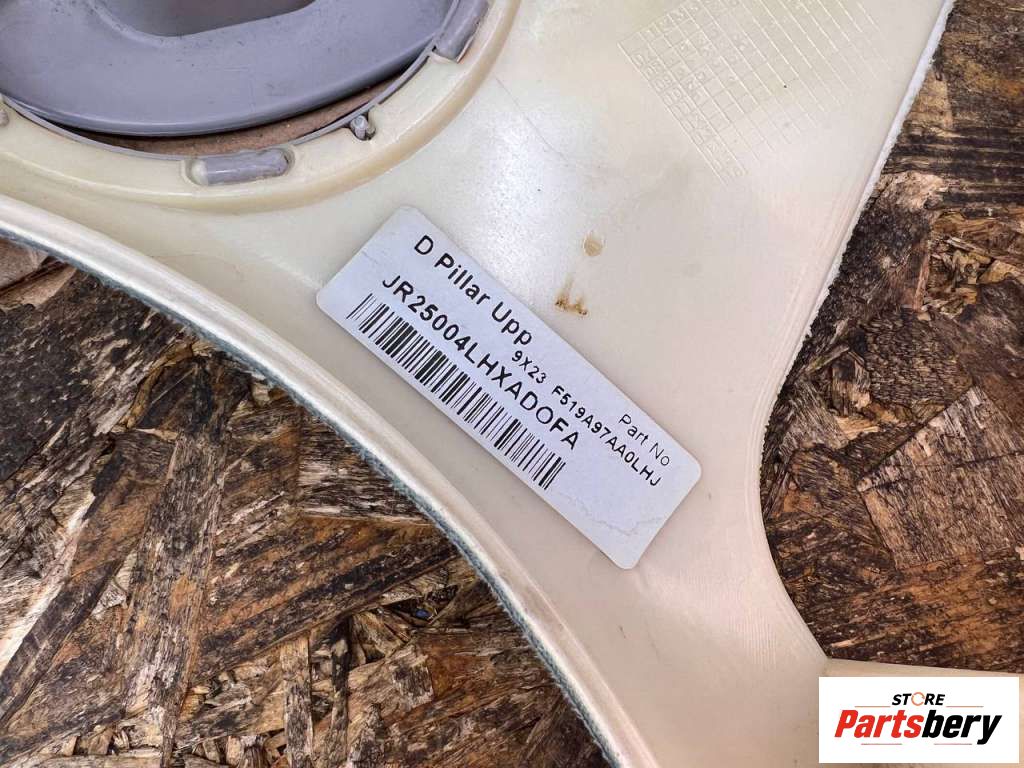 D Pillar Upp
Part No
9X23 F519A97AA0LHJ
JR25004LHXADOFA
STORE
Partsbery